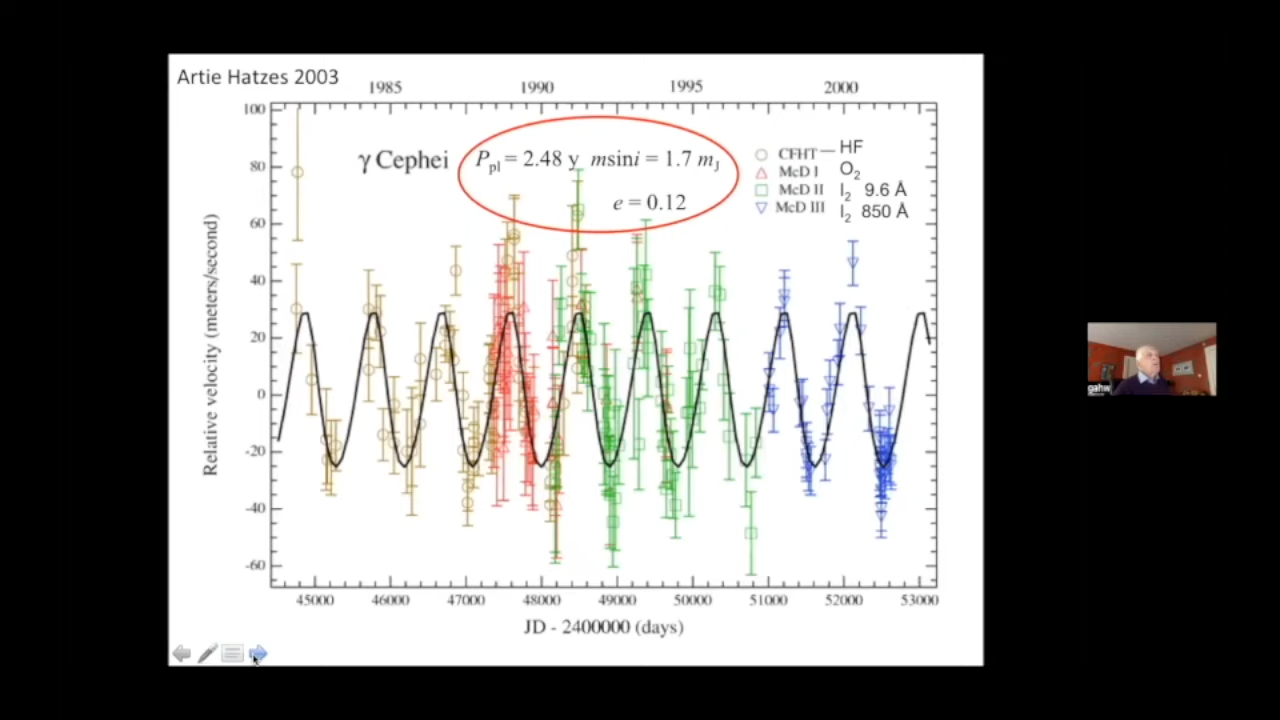 Artie Hatzes 2003
1985 1990 1995 2000
100
80
60
40
20
0
-20
-40
-60
Relative velocity (meters/second)
γ Cephei
P_pl = 2.48 y msini = 1.7 m_J
e = 0.12
CFHT — HF
McD I O₂
McD II I₂ 9.6 Å
McD III I₂ 850 Å
45000 46000 47000 48000 49000 50000 51000 52000 53000
JD - 2400000 (days)
gahw